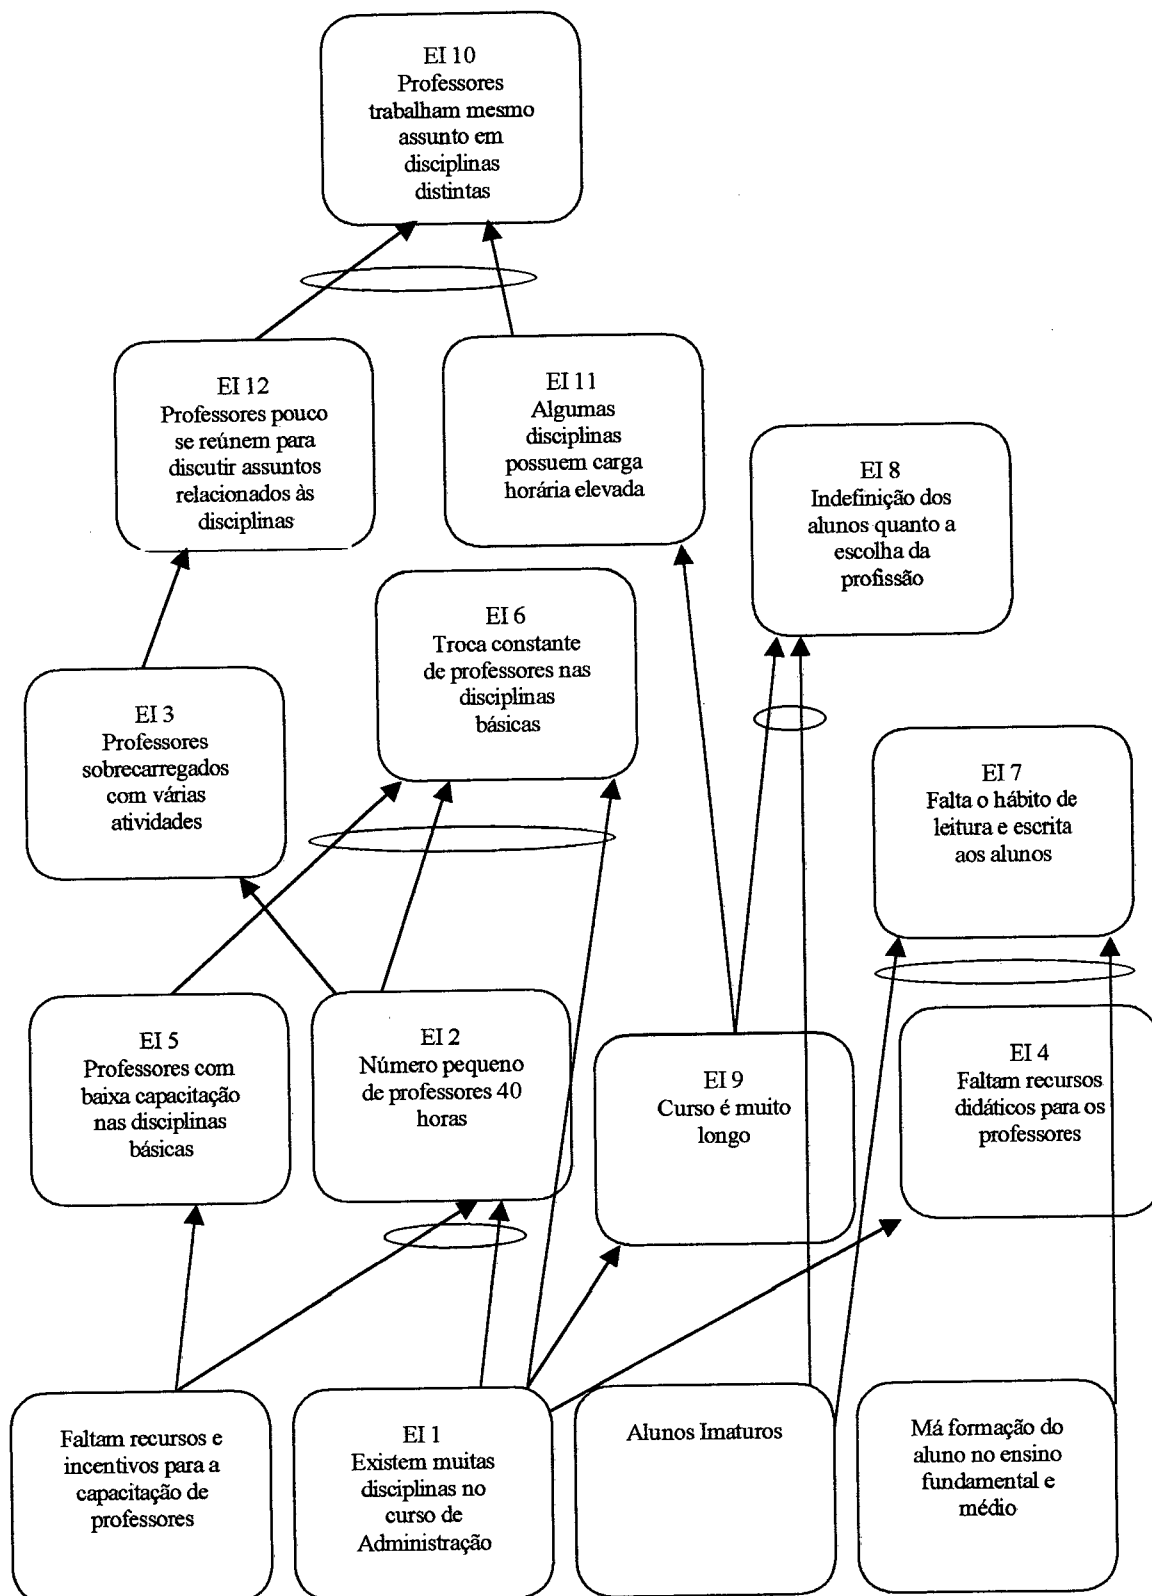 EI 10
Professores
trabalham mesmo
assunto em
disciplinas
distintas
EI 12
Professores pouco
se reúnem para
discutir assuntos
relacionados às
disciplinas
EI 11
Algumas
disciplinas
possuem carga
horária elevada
EI 8
Indefinição dos
alunos quanto a
escolha da
profissão
EI 6
Troca constante
de professores nas
disciplinas
básicas
EI 3
Professores
sobrecarregados
com várias
atividades
EI 7
Falta o hábito de
leitura e escrita
aos alunos
EI 5
Professores com
baixa capacitação
nas disciplinas
básicas
EI 2
Número pequeno
de professores 40
horas
EI 9
Curso é muito
longo
EI 4
Faltam recursos
didáticos para os
professores
Faltam recursos e
incentivos para a
capacitação de
professores
EI 1
Existem muitas
disciplinas no
curso de
Administração
Alunos Imaturos
Má formação do
aluno no ensino
fundamental e
médio